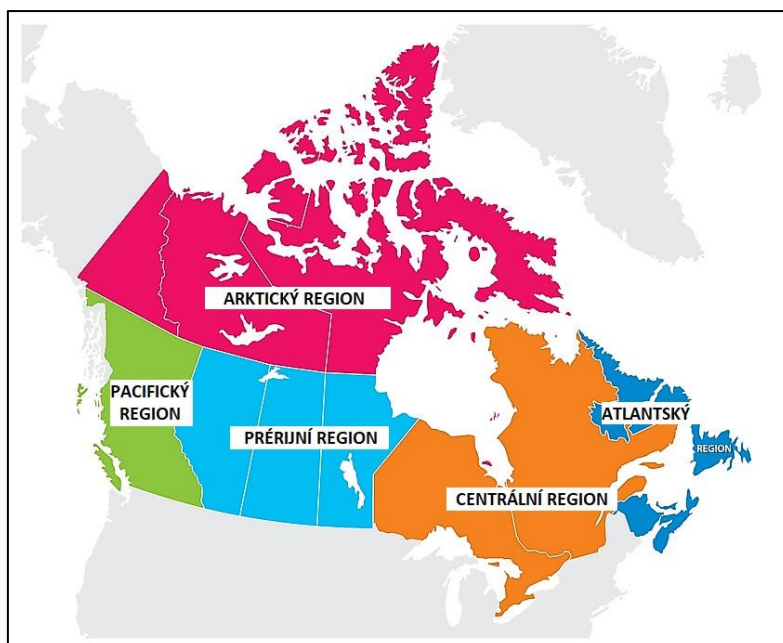 ARKTICKÝ REGION
PACIFICKÝ
REGION
PRÉRIJNÍ REGION
ATLANTSKÝ
REGION
CENTRÁLNÍ REGION